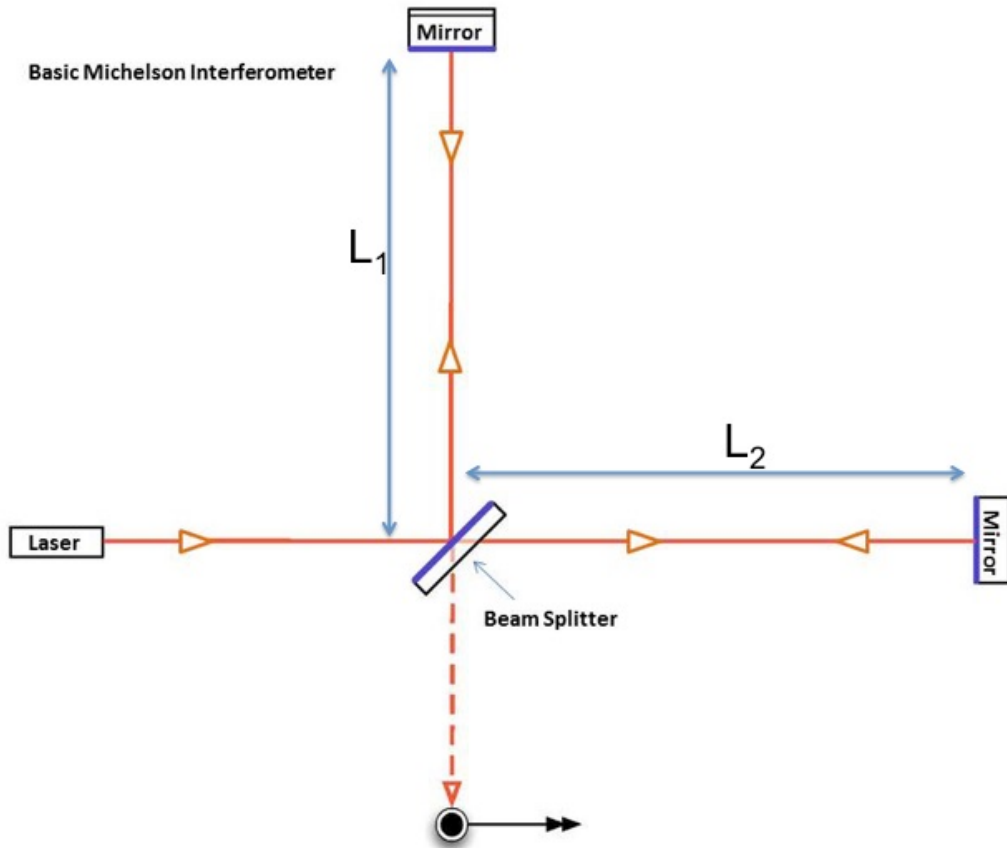 Mirror
Basic Michelson Interferometer
L₁
L₂
Laser
Mirror
Beam Splitter